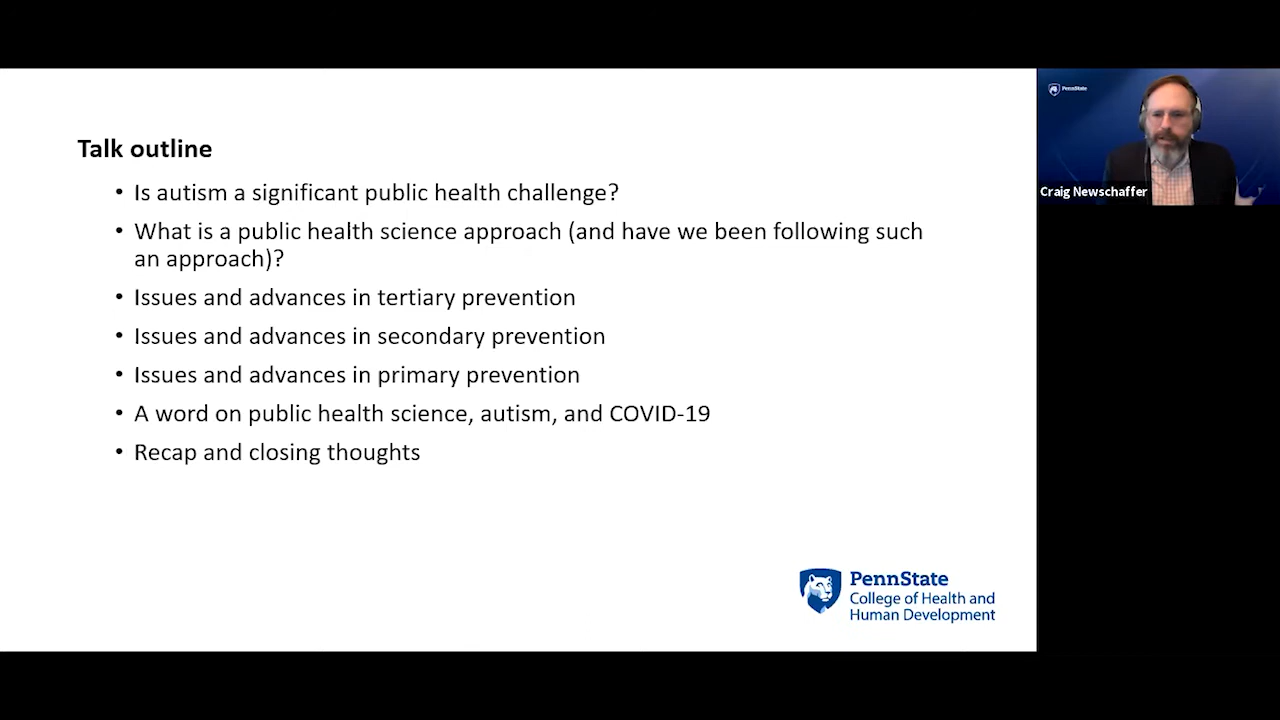 Talk outline
• Is autism a significant public health challenge?
• What is a public health science approach (and have we been following such
an approach)?
• Issues and advances in tertiary prevention
• Issues and advances in secondary prevention
• Issues and advances in primary prevention
• A word on public health science, autism, and COVID-19
• Recap and closing thoughts
PennState
College of Health and
Human Development
PennState
Craig Newschaffer